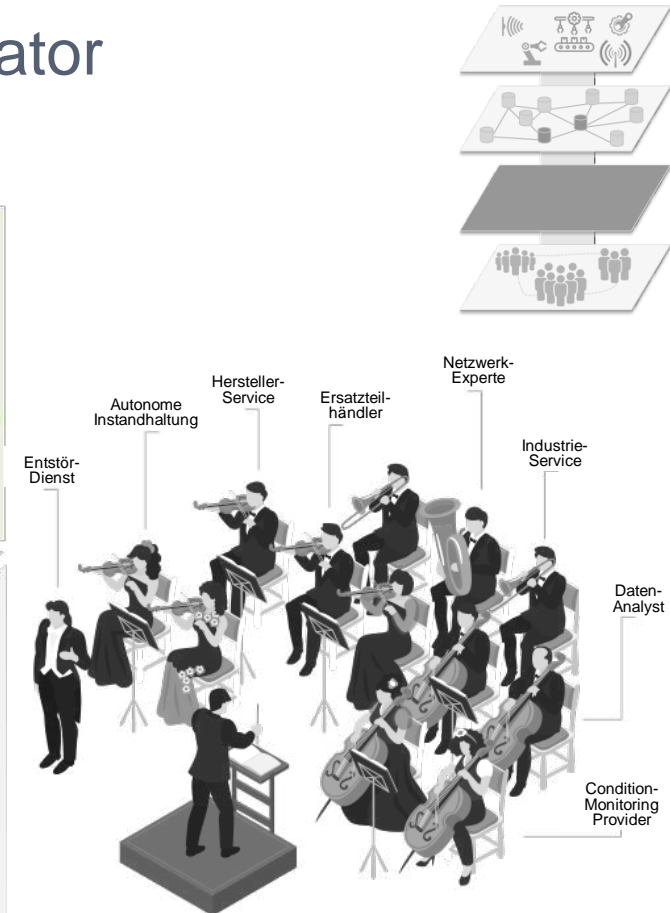 ator
Netzwerk-
Experte
Hersteller-
Service
Ersatzteil-
händler
Autonome
Instandhaltung
Industrie-
Service
Entstör-
Dienst
Daten-
Analyst
Condition-
Monitoring
Provider